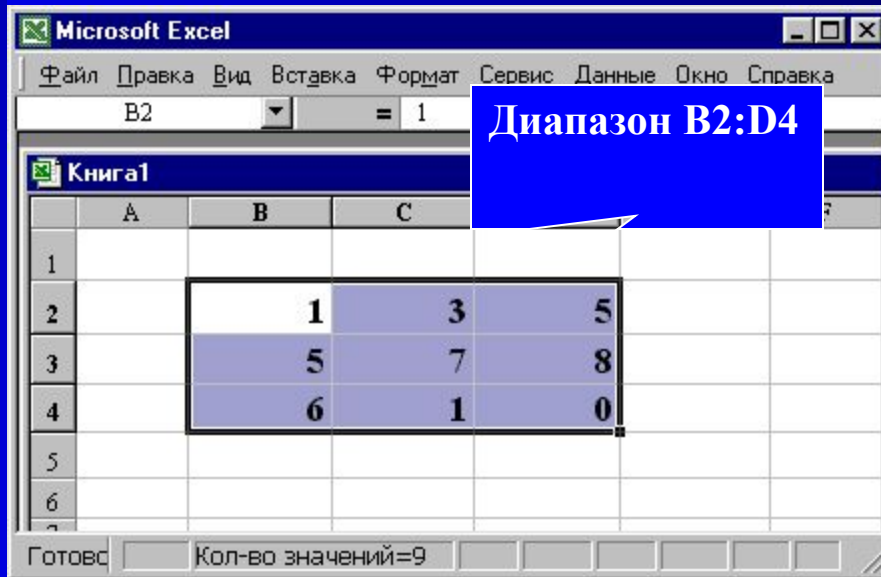 Microsoft Excel
Файл Правка Вид Вставка Формат Сервис Данные Окно Справка
B2 = 1
Диапазон B2:D4
Книга1
A B C F
1
2 1 3 5
3 5 7 8
4 6 1 0
5
6
Готово Кол-во значений=9